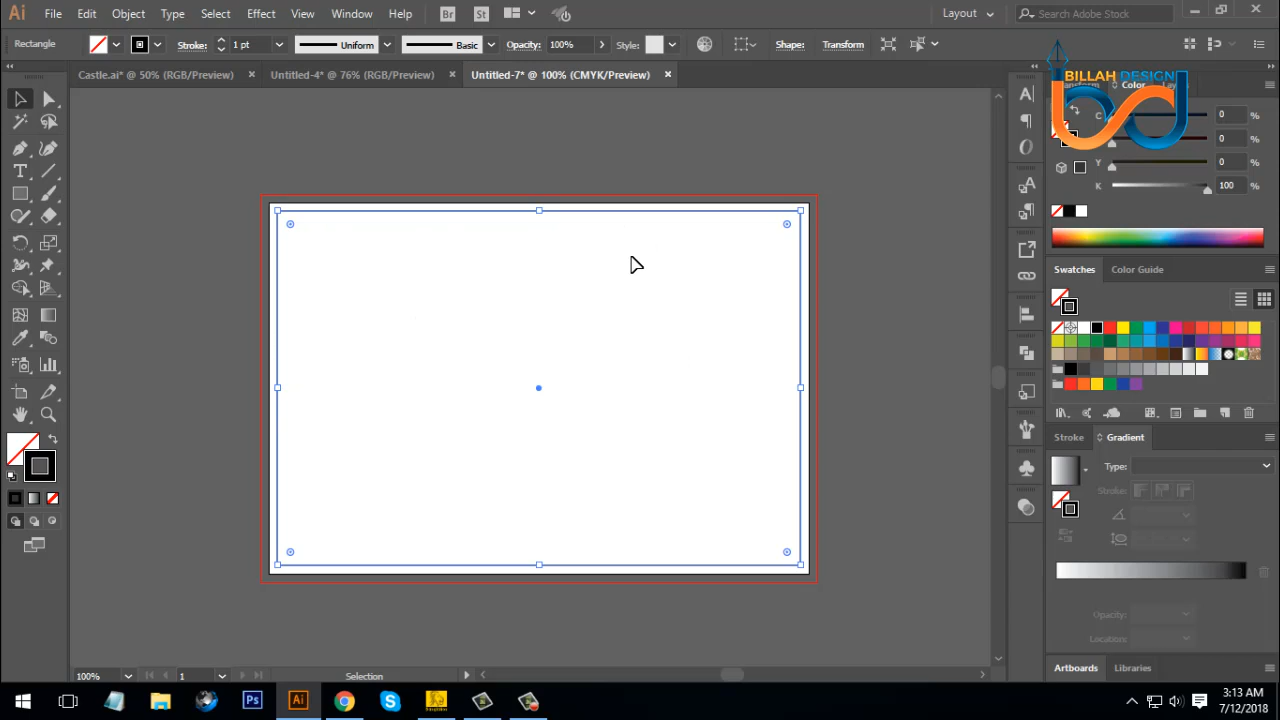 Ai File Edit Object Type Select Effect View Window Help Br St Layout Search Adobe Stock
Rectangle Stroke: 1 pt Uniform Basic Opacity: 100% Style: Shape: Transform
BILLAH DESIGN
Castle.ai* @ 50% (RGB/Preview) Untitled-4* @ 76% (RGB/Preview) Untitled-7* @ 100% (CMYK/Preview)
Color
C 0 %
0 %
Y 0 %
K 100 %
Swatches Color Guide
Stroke Gradient
Type:
Stroke:
Opacity:
Location:
Artboards Libraries
100% 1 Selection
Ps Ai
3:13 AM
7/12/2018